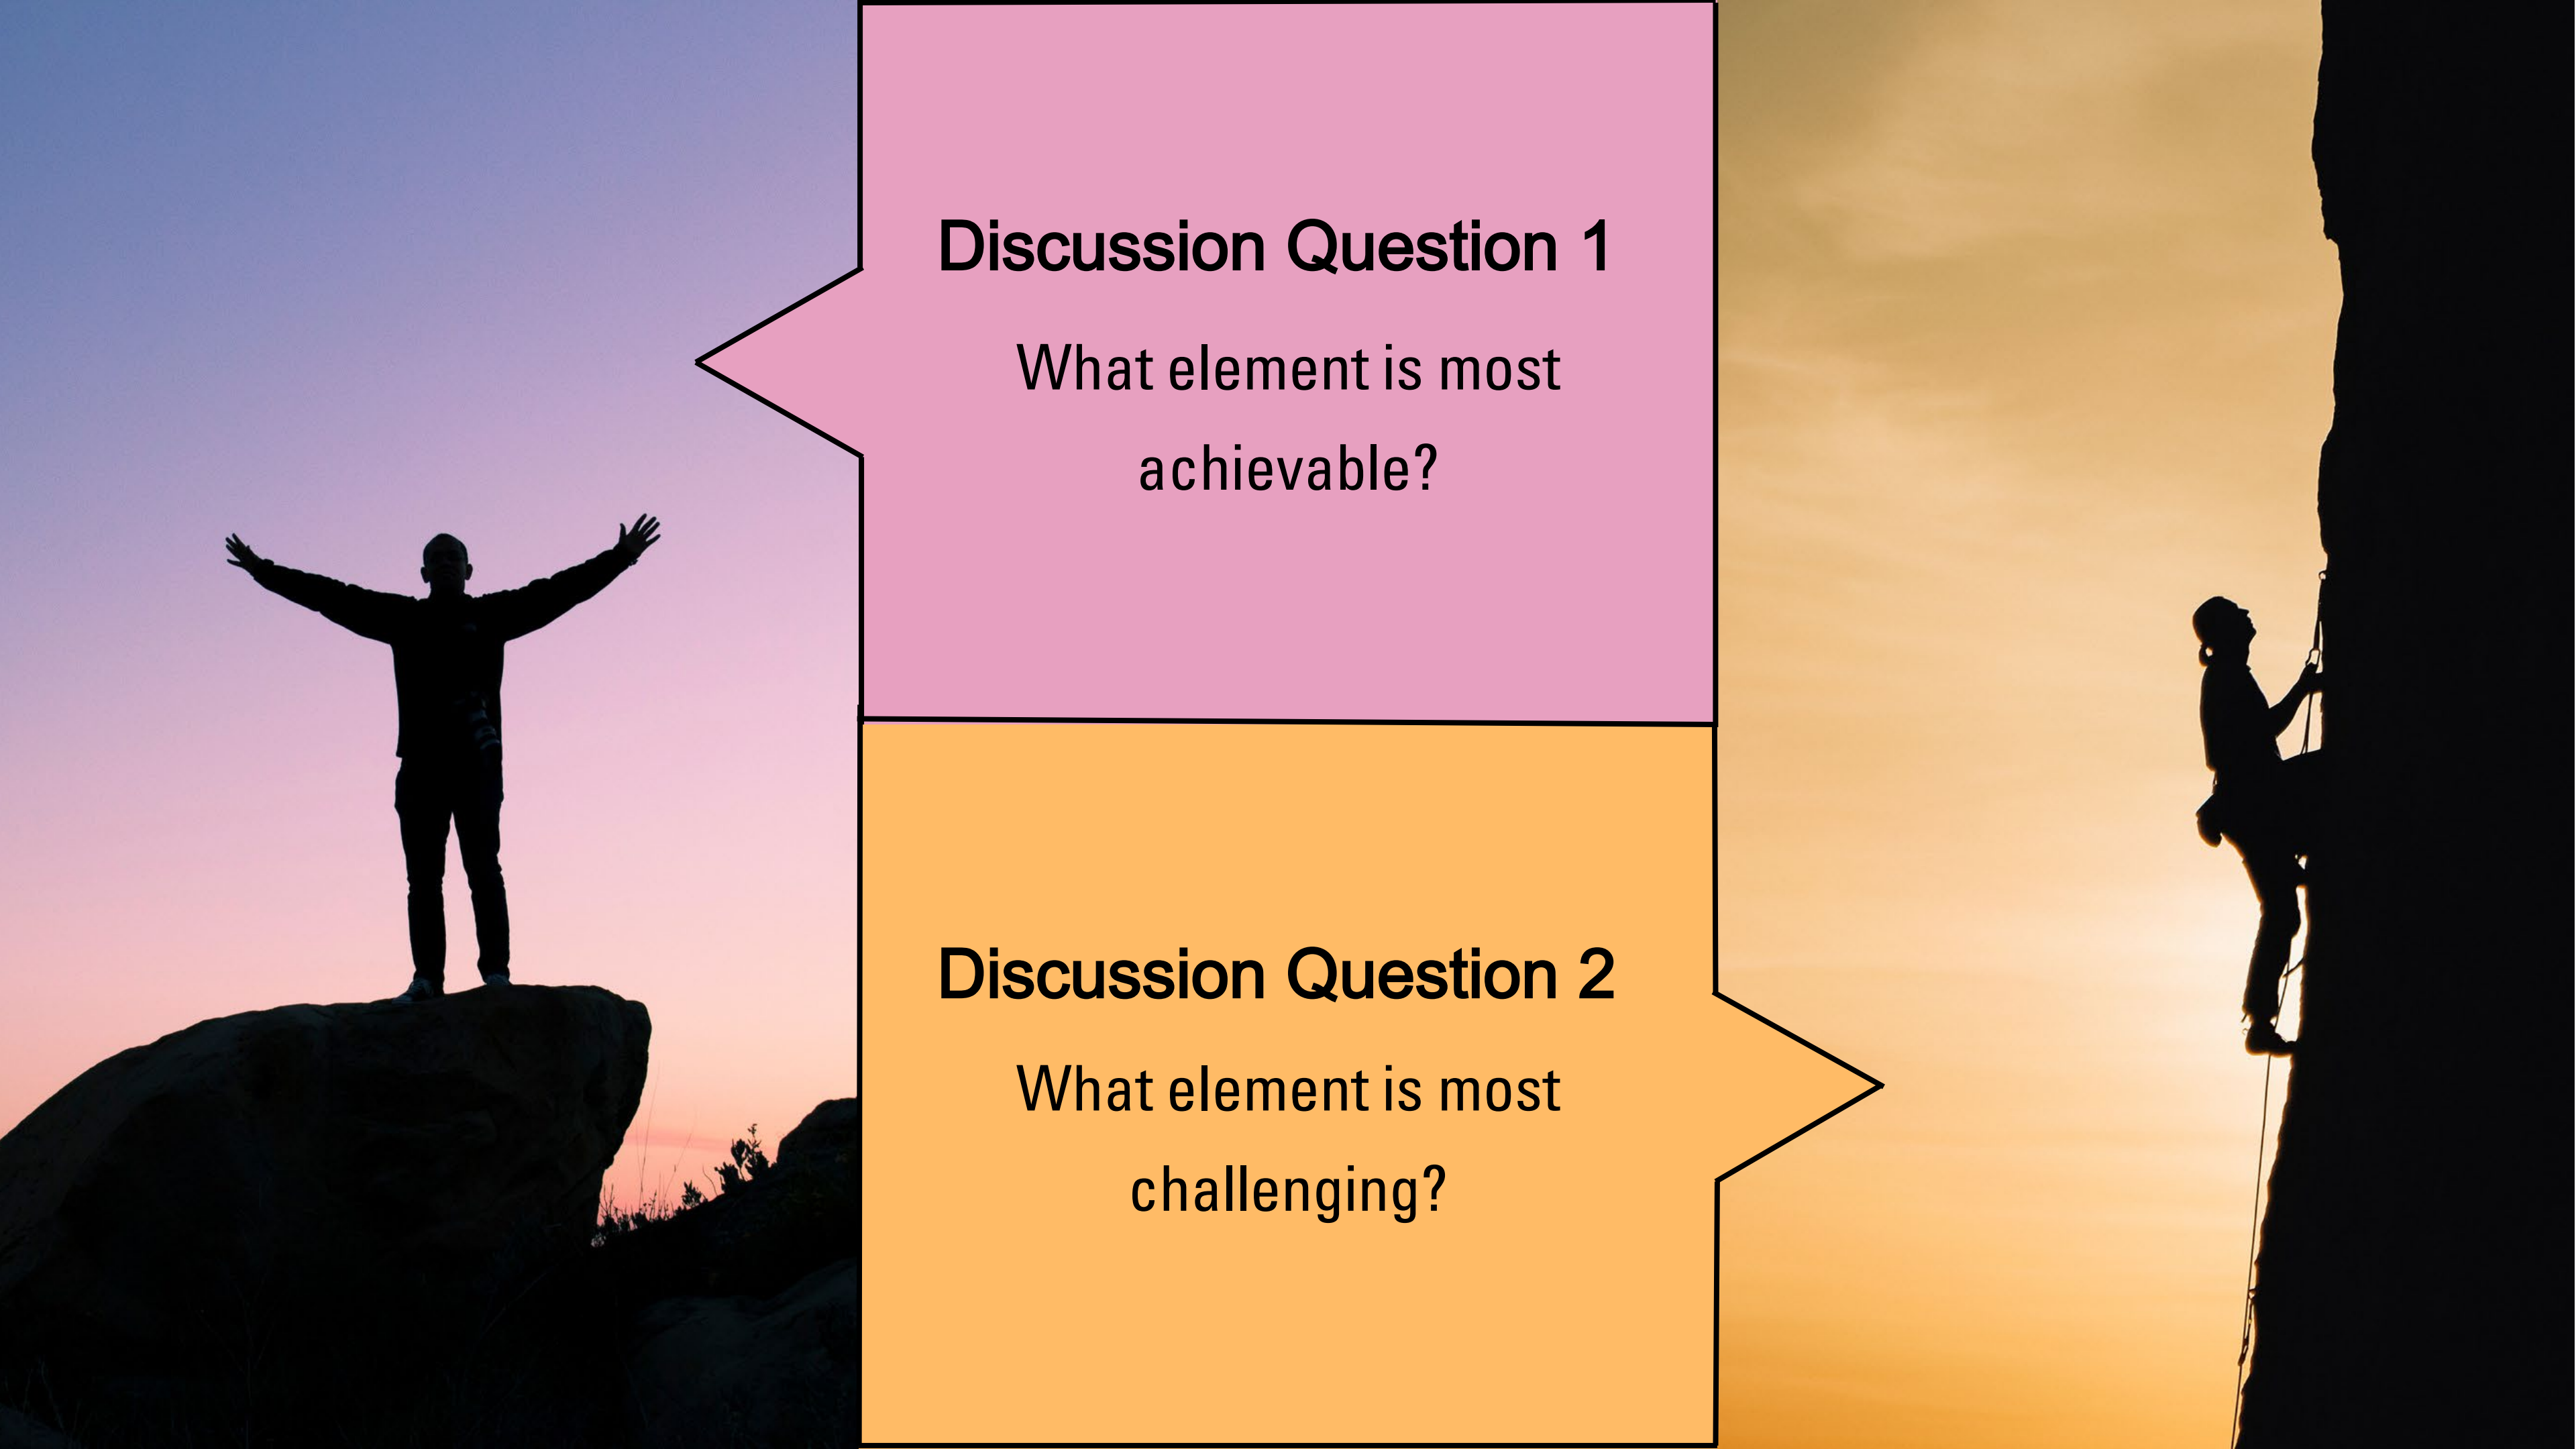 Discussion Question 1
What element is most
achievable?
Discussion Question 2
What element is most
challenging?